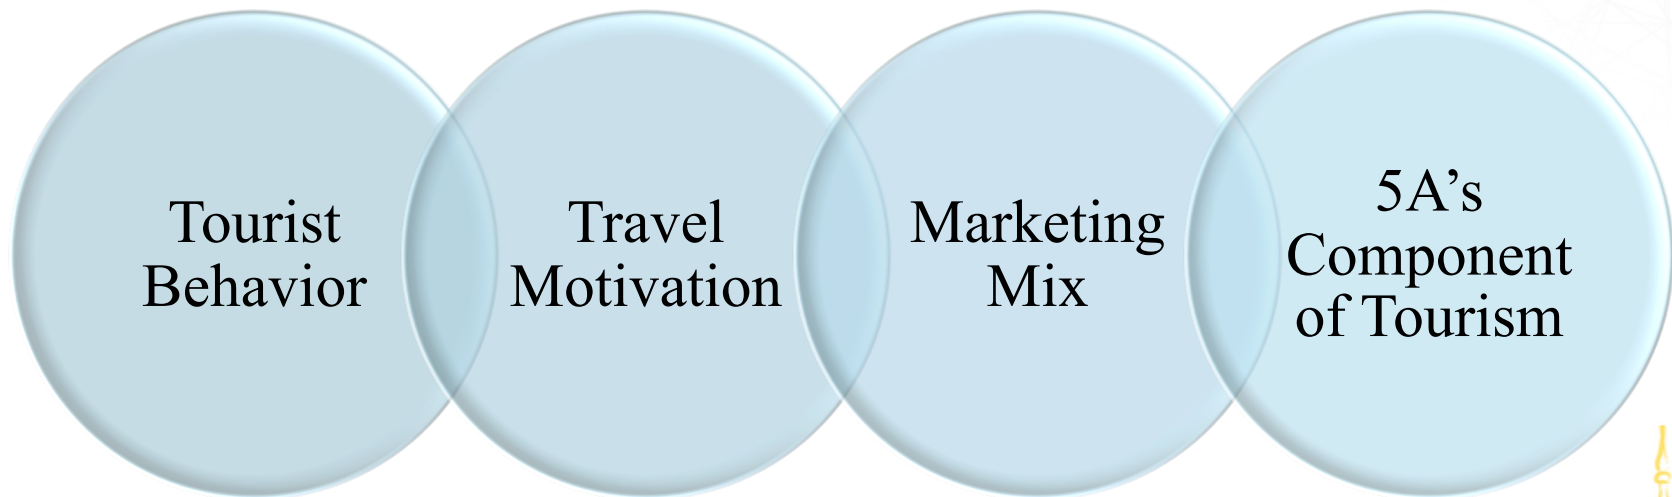 Tourist
Behavior
Travel
Motivation
Marketing
Mix
5A’s
Component
of Tourism